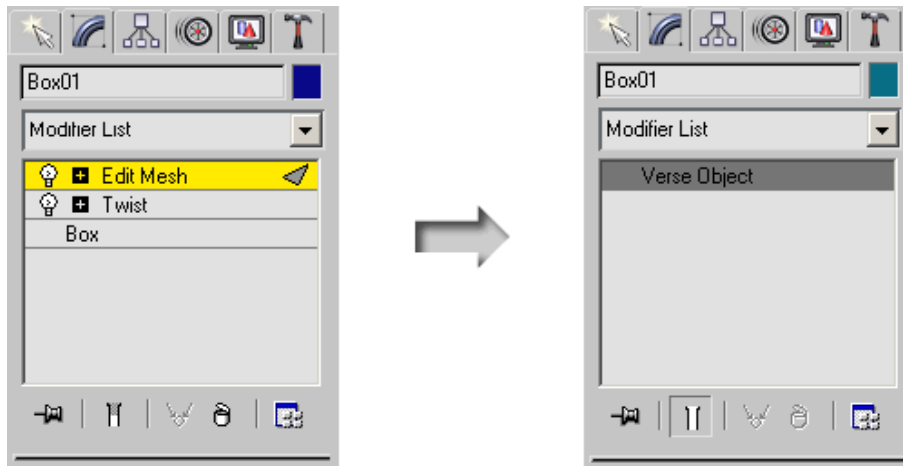 Box01
Modifier List
Edit Mesh
Twist
Box
Box01
Modifier List
Verse Object